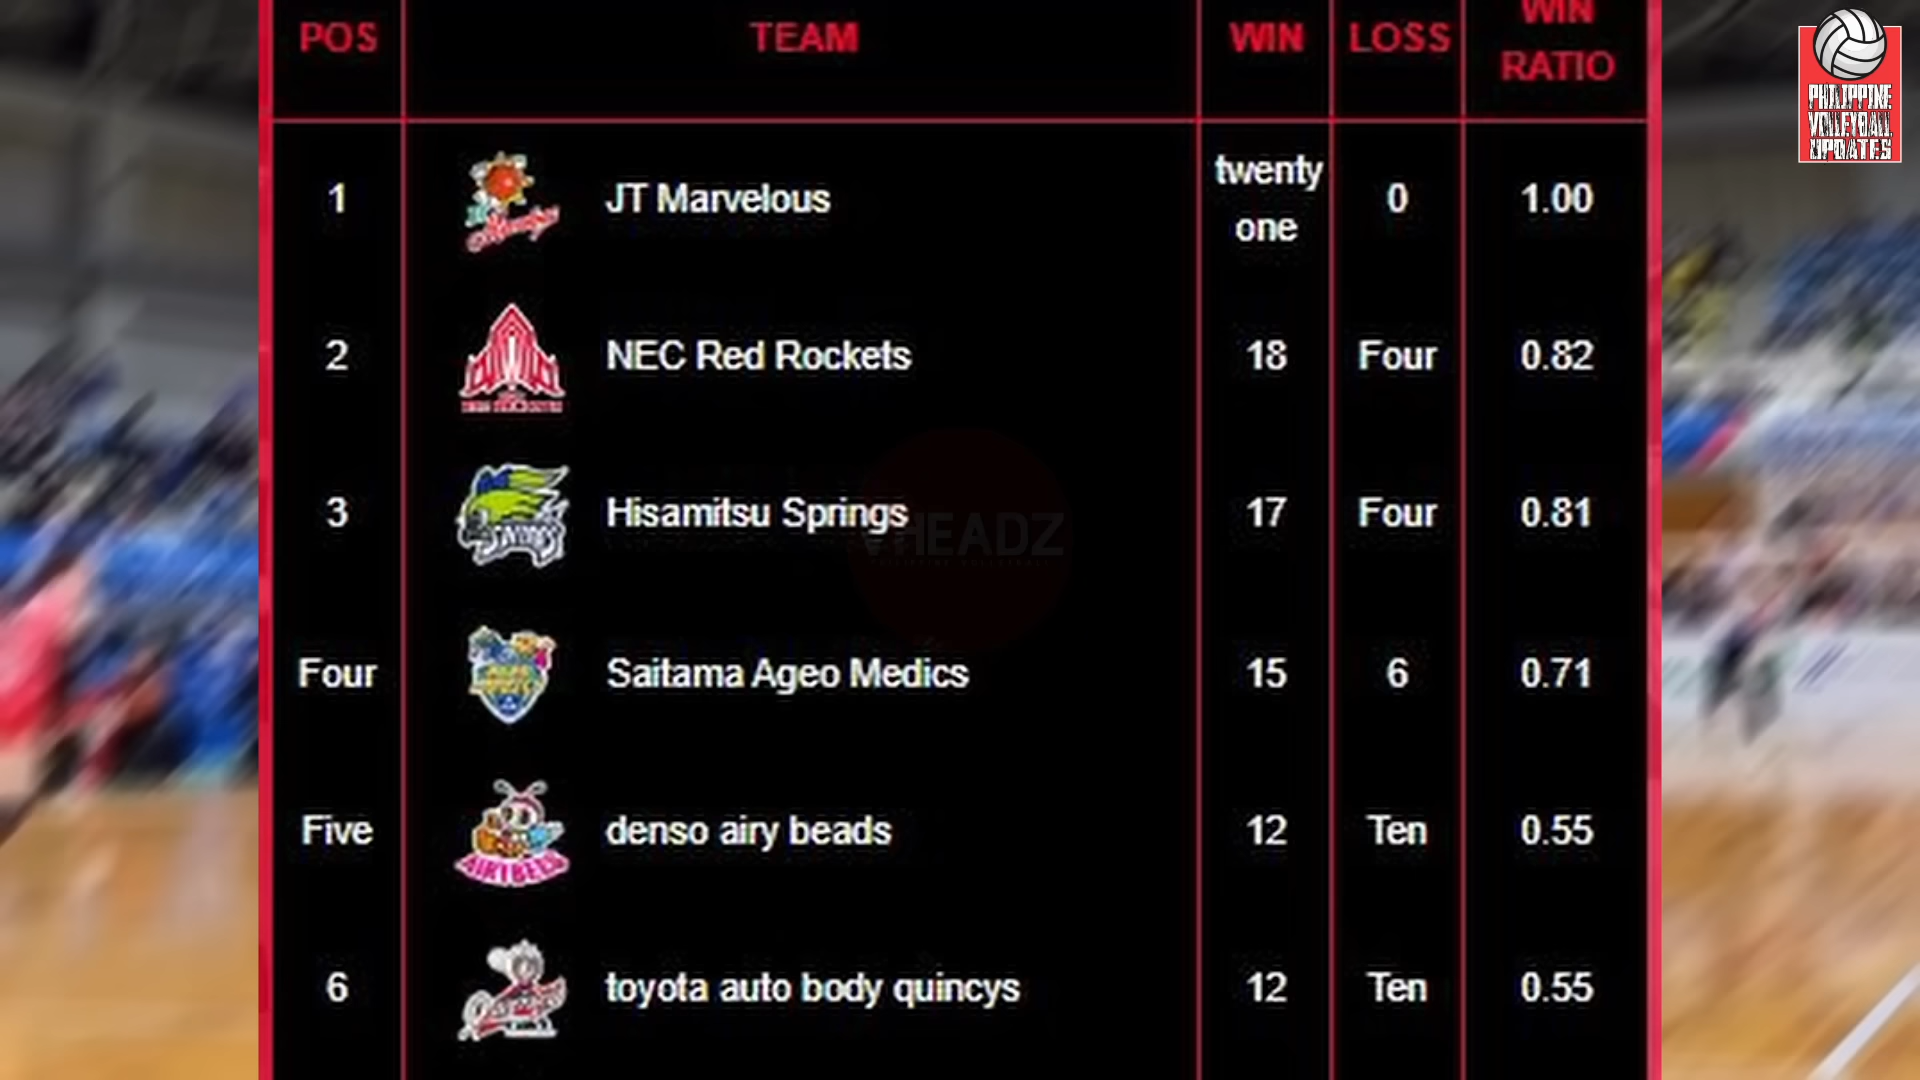 POS TEAM WIN LOSS WIN RATIO
1 JT Marvelous twenty one 0 1.00
2 NEC Red Rockets 18 Four 0.82
3 Hisamitsu Springs 17 Four 0.81
Four Saitama Ageo Medics 15 6 0.71
Five denso airy beads 12 Ten 0.55
6 toyota auto body quincys 12 Ten 0.55
PHILIPPINE
VOLLEYBALL
UPDATES
VHEADZ
AIRYBEES